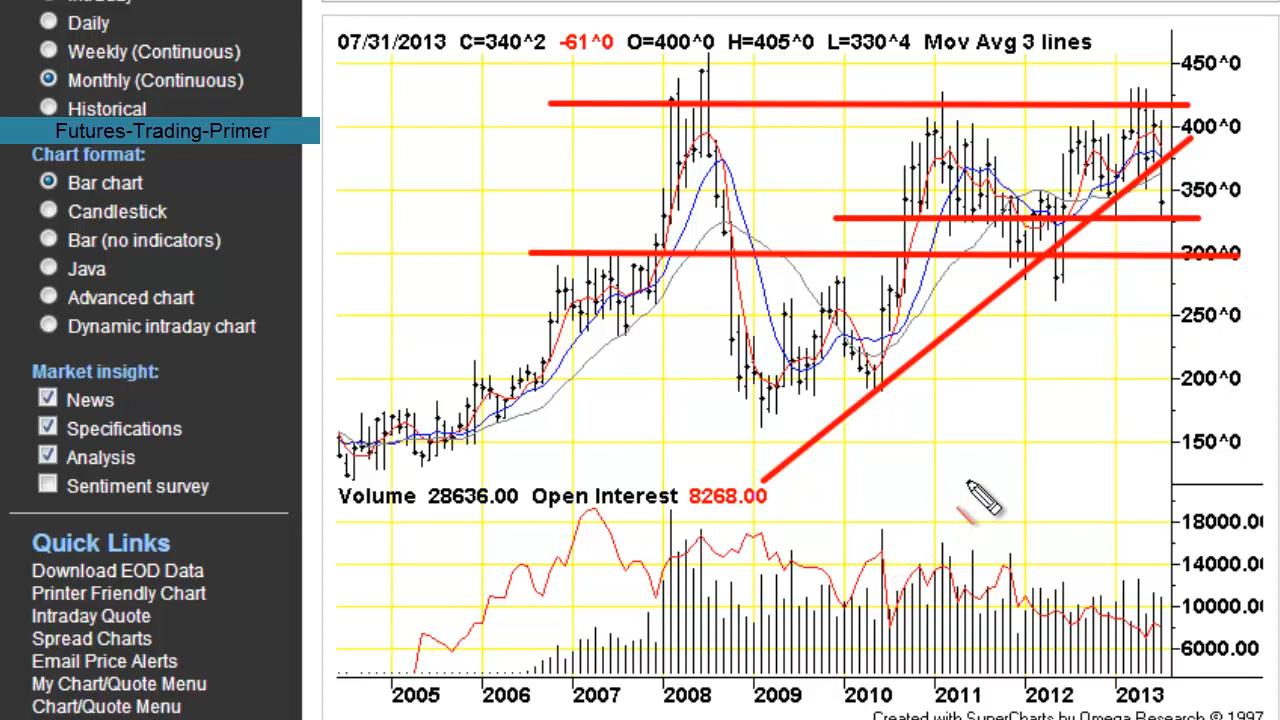 Daily
Weekly (Continuous)
Monthly (Continuous)
Historical
Futures-Trading-Primer
Chart format:
Bar chart
Candlestick
Bar (no indicators)
Java
Advanced chart
Dynamic intraday chart
Market insight:
News
Specifications
Analysis
Sentiment survey
Quick Links
Download EOD Data
Printer Friendly Chart
Intraday Quote
Spread Charts
Email Price Alerts
My Chart/Quote Menu
Chart/Quote Menu
07/31/2013 C=340^2 -61^0 O=400^0 H=405^0 L=330^4 Mov Avg 3 lines
450^0
400^0
350^0
300^0
250^0
200^0
150^0
Volume 28636.00 Open Interest 8268.00
18000.00
14000.00
10000.00
6000.00
2005 2006 2007 2008 2009 2010 2011 2012 2013
Created with SuperCharts by Omega Research © 1997